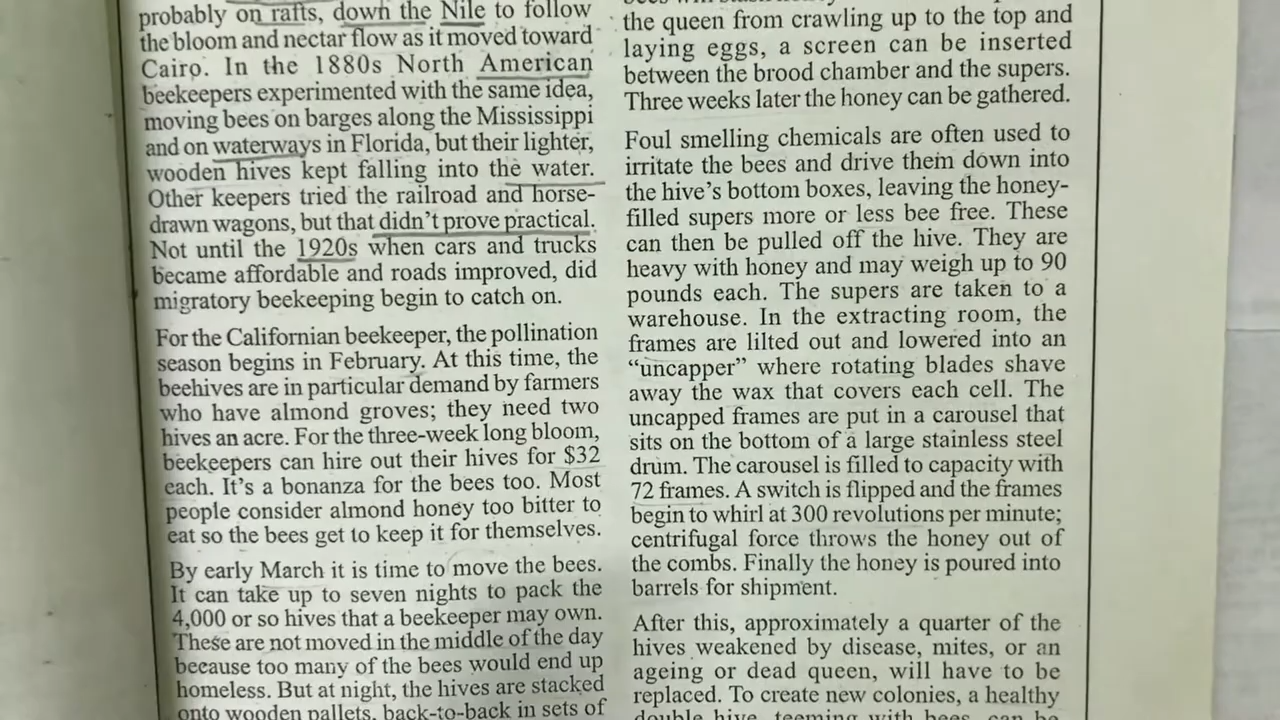 probably on rafts, down the Nile to follow
the bloom and nectar flow as it moved toward
Cairo. In the 1880s North American
beekeepers experimented with the same idea,
moving bees on barges along the Mississippi
and on waterways in Florida, but their lighter,
wooden hives kept falling into the water.
Other keepers tried the railroad and horse-
drawn wagons, but that didn't prove practical.
Not until the 1920s when cars and trucks
became affordable and roads improved, did
migratory beekeeping begin to catch on.
For the Californian beekeeper, the pollination
season begins in February. At this time, the
beehives are in particular demand by farmers
who have almond groves; they need two
hives an acre. For the three-week long bloom,
beekeepers can hire out their hives for $32
each. It's a bonanza for the bees too. Most
people consider almond honey too bitter to
eat so the bees get to keep it for themselves.
By early March it is time to move the bees.
It can take up to seven nights to pack the
4,000 or so hives that a beekeeper may own.
These are not moved in the middle of the day
because too many of the bees would end up
homeless. But at night, the hives are stacked
onto wooden pallets, back-to-back in sets of
the queen from crawling up to the top and
laying eggs, a screen can be inserted
between the brood chamber and the supers.
Three weeks later the honey can be gathered.
Foul smelling chemicals are often used to
irritate the bees and drive them down into
the hive's bottom boxes, leaving the honey-
filled supers more or less bee free. These
can then be pulled off the hive. They are
heavy with honey and may weigh up to 90
pounds each. The supers are taken to a
warehouse. In the extracting room, the
frames are lilted out and lowered into an
"uncapper" where rotating blades shave
away the wax that covers each cell. The
uncapped frames are put in a carousel that
sits on the bottom of a large stainless steel
drum. The carousel is filled to capacity with
72 frames. A switch is flipped and the frames
begin to whirl at 300 revolutions per minute;
centrifugal force throws the honey out of
the combs. Finally the honey is poured into
barrels for shipment.
After this, approximately a quarter of the
hives weakened by disease, mites, or an
ageing or dead queen, will have to be
replaced. To create new colonies, a healthy
double hive, teeming with bees, can be